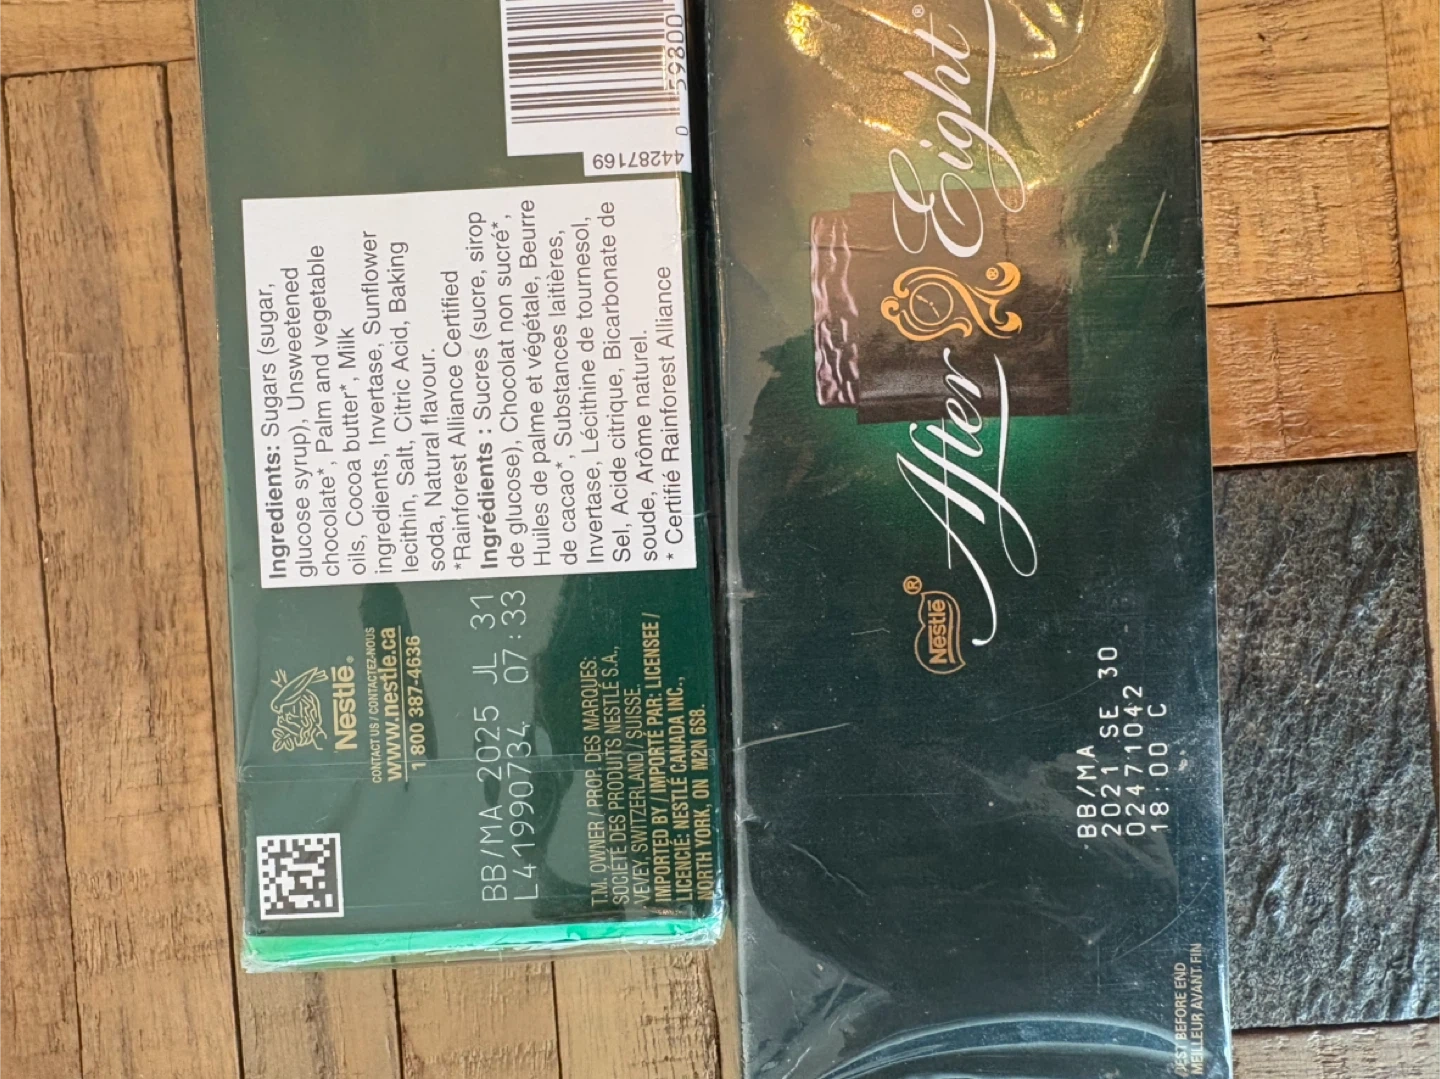 Nestlé®
CONTACT US / CONTACTEZ-NOUS
www.nestle.ca
1 800 387-4636
BB/MA 2025 JL 31
L41990734 07:33
T.M. OWNER / PROP. DES MARQUES:
SOCIÉTÉ DES PRODUITS NESTLÉ S.A.,
VEVEY, SWITZERLAND / SUISSE.
IMPORTED BY / IMPORTÉ PAR: LICENSEE /
LICENCIÉ: NESTLÉ CANADA INC.,
NORTH YORK, ON M2N 6S8.
Ingredients: Sugars (sugar,
glucose syrup), Unsweetened
chocolate*, Palm and vegetable
oils, Cocoa butter*, Milk
ingredients, Invertase, Sunflower
lecithin, Salt, Citric Acid, Baking
soda, Natural flavour.
*Rainforest Alliance Certified
Ingrédients : Sucres (sucre, sirop
de glucose), Chocolat non sucré*,
Huiles de palme et végétale, Beurre
de cacao*, Substances laitières,
Invertase, Lécithine de tournesol,
Sel, Acide citrique, Bicarbonate de
soude, Arôme naturel.
* Certifié Rainforest Alliance
44287169
0 59800
Nestlé®
After Eight®
®
BB/MA
2021 SE 30
02471042
18:00 C
BEST BEFORE END
MEILLEUR AVANT FIN